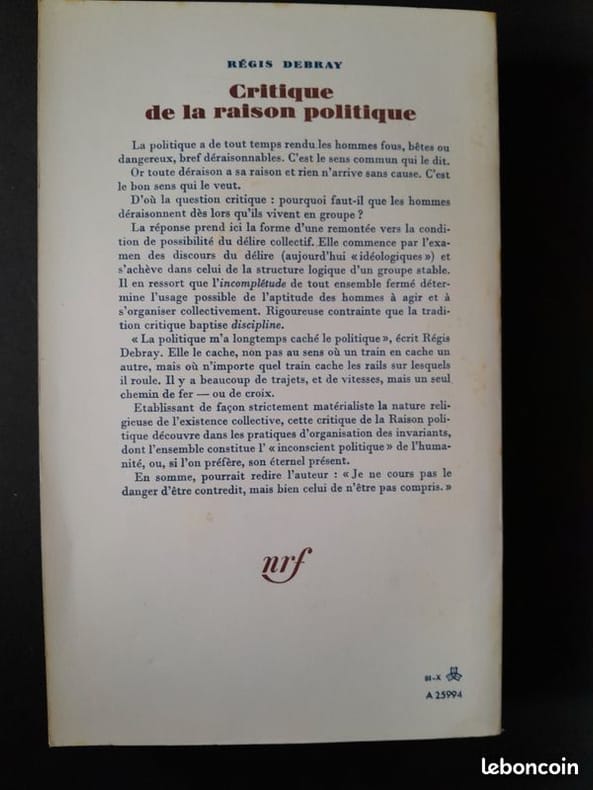 RÉGIS DEBRAY
Critique
de la raison politique
La politique a de tout temps rendu les hommes fous, bêtes ou
dangereux, bref déraisonnables. C'est le sens commun qui le dit.
Or toute déraison a sa raison et rien n'arrive sans cause. C'est
le bon sens qui le veut.
D'où la question critique : pourquoi faut-il que les hommes
déraisonnent dès lors qu'ils vivent en groupe ?
La réponse prend ici la forme d'une remontée vers la condi-
tion de possibilité du délire collectif. Elle commence par l'exa-
men des discours du délire (aujourd'hui « idéologiques ») et
s'achève dans celui de la structure logique d'un groupe stable.
Il en ressort que l'incomplétude de tout ensemble fermé déter-
mine l'usage possible de l'aptitude des hommes à agir et à
s'organiser collectivement. Rigoureuse contrainte que la tradi-
tion critique baptise discipline.
« La politique m'a longtemps caché le politique », écrit Régis
Debray. Elle le cache, non pas au sens où un train en cache un
autre, mais où n'importe quel train cache les rails sur lesquels
il roule. Il y a beaucoup de trajets, et de vitesses, mais un seul
chemin de fer — ou de croix.
Etablissant de façon strictement matérialiste la nature reli-
gieuse de l'existence collective, cette critique de la Raison poli-
tique découvre dans les pratiques d'organisation des invariants,
dont l'ensemble constitue l' « inconscient politique » de l'huma-
nité, ou, si l'on préfère, son éternel présent.
En somme, pourrait redire l'auteur : « Je ne cours pas le
danger d'être contredit, mais bien celui de n'être pas compris. »
nrf
81-X
A 25994
leboncoin